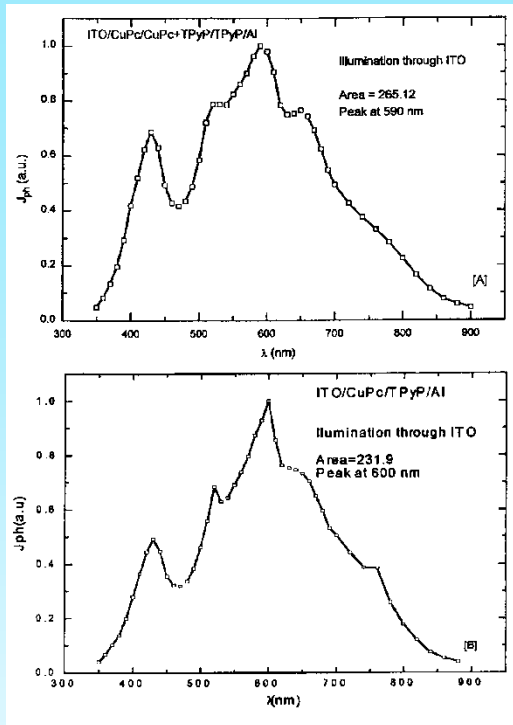 ITO/CuPc/CuPc+TPyP/TPyP/Al
Illumination through ITO
Area = 265.12
Peak at 590 nm
[A]
J_ph (a.u.)
1.0
0.8
0.6
0.4
0.2
0.0
300 400 500 600 700 800 900
λ (nm)
ITO/CuPc/TPyP/Al
Illumination through ITO
Area=231.9
Peak at 600 nm
[B]
Jph(a.u)
1.0
0.8
0.6
0.4
0.2
0.0
300 400 500 600 700 800 900
λ(nm)